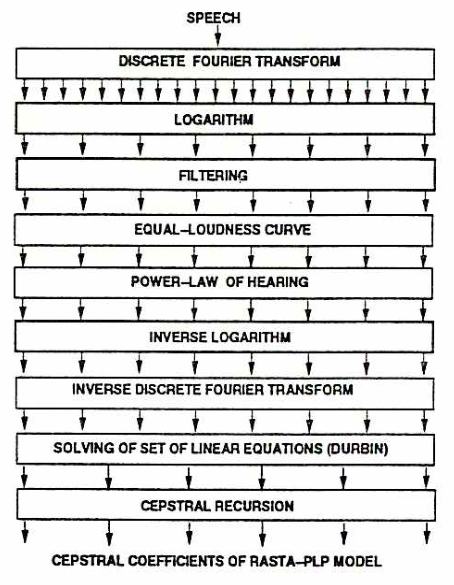 SPEECH
DISCRETE FOURIER TRANSFORM
LOGARITHM
FILTERING
EQUAL-LOUDNESS CURVE
POWER-LAW OF HEARING
INVERSE LOGARITHM
INVERSE DISCRETE FOURIER TRANSFORM
SOLVING OF SET OF LINEAR EQUATIONS (DURBIN)
CEPSTRAL RECURSION
CEPSTRAL COEFFICIENTS OF RASTA-PLP MODEL